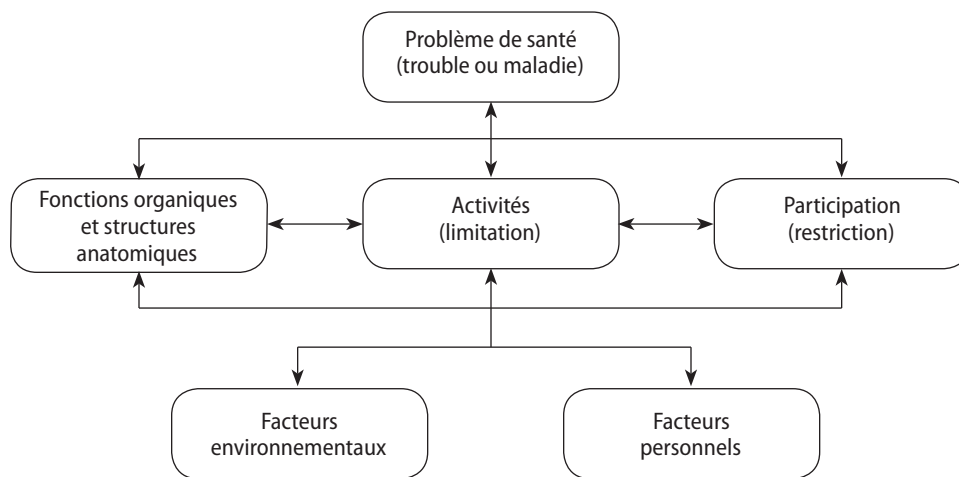 Problème de santé
(trouble ou maladie)
Fonctions organiques
et structures
anatomiques
Activités
(limitation)
Participation
(restriction)
Facteurs
environnementaux
Facteurs
personnels